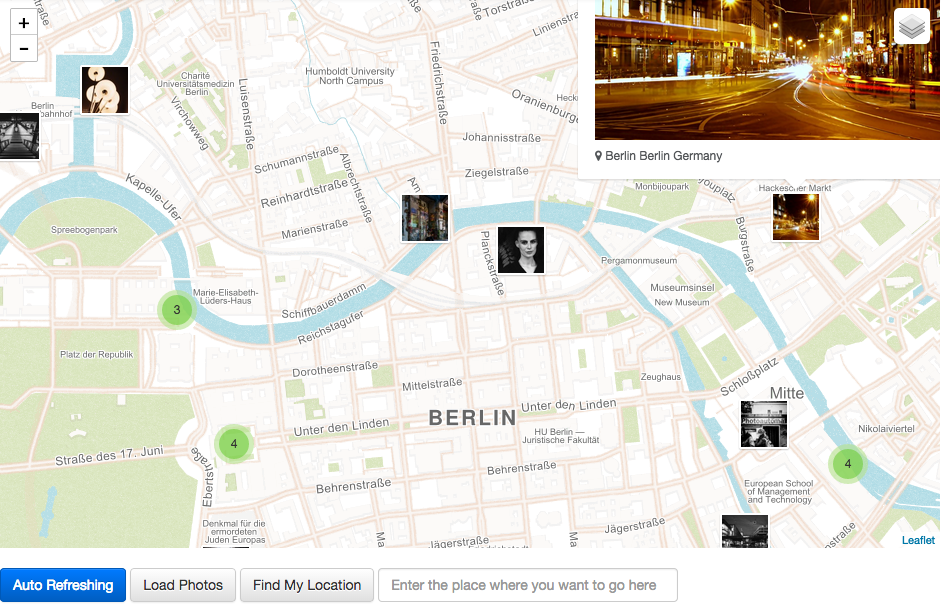 +
−
Torstraße
Linienstra
Charité
Universitätsmedizin
Berlin
Humboldt University
North Campus
Friedrichstraße
Oranienburger
Heck
Luisenstraße
Virchowweg
Berlin
Johannisstraße
Schumannstraße
Albrechtstraße
Ziegelstraße
Am
Berlin Berlin Germany
Reinhardtstraße
Kapelle-Ufer
Monbijoupark
Hackescher Markt
Marienstraße
Spreebogenpark
Planckstraße
Burgstraße
Pergamonmuseum
Museumsinsel
New Museum
Marie-Elisabeth-
Lüders-Haus
3
Schiffbauerdamm
Reichstagufer
Platz der Republik
Dorotheenstraße
Mittelstraße
Zeughaus
Schloßplatz
Mitte
BERLIN
Unter den Linden
Unter den Linden
HU Berlin —
Juristische Fakultät
Nikolaiviertel
4
4
Straße des 17. Juni
Ebertstraße
Behrenstraße
Behrenstraße
European School
of Management
and Technology
Denkmal für die
ermordeten
Juden Europas
Jägerstraße
Jägerstraße
Leaflet
Auto Refreshing
Load Photos
Find My Location
Enter the place where you want to go here